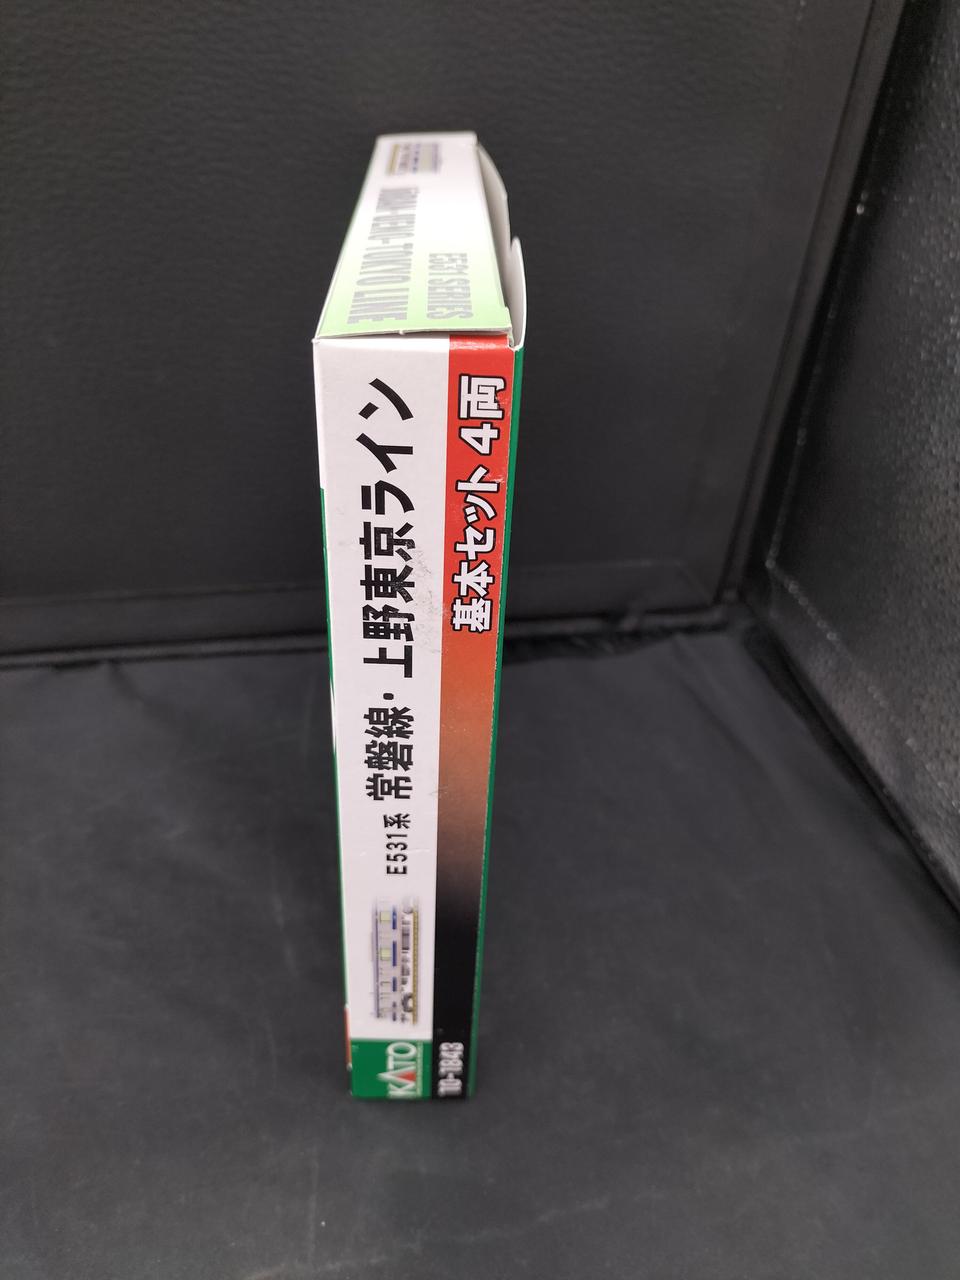 JOBAN·UENO-TOKYO LINE
E531 SERIES
基本セット 4両
E531系 常磐線・上野東京ライン
KATO
10-1843